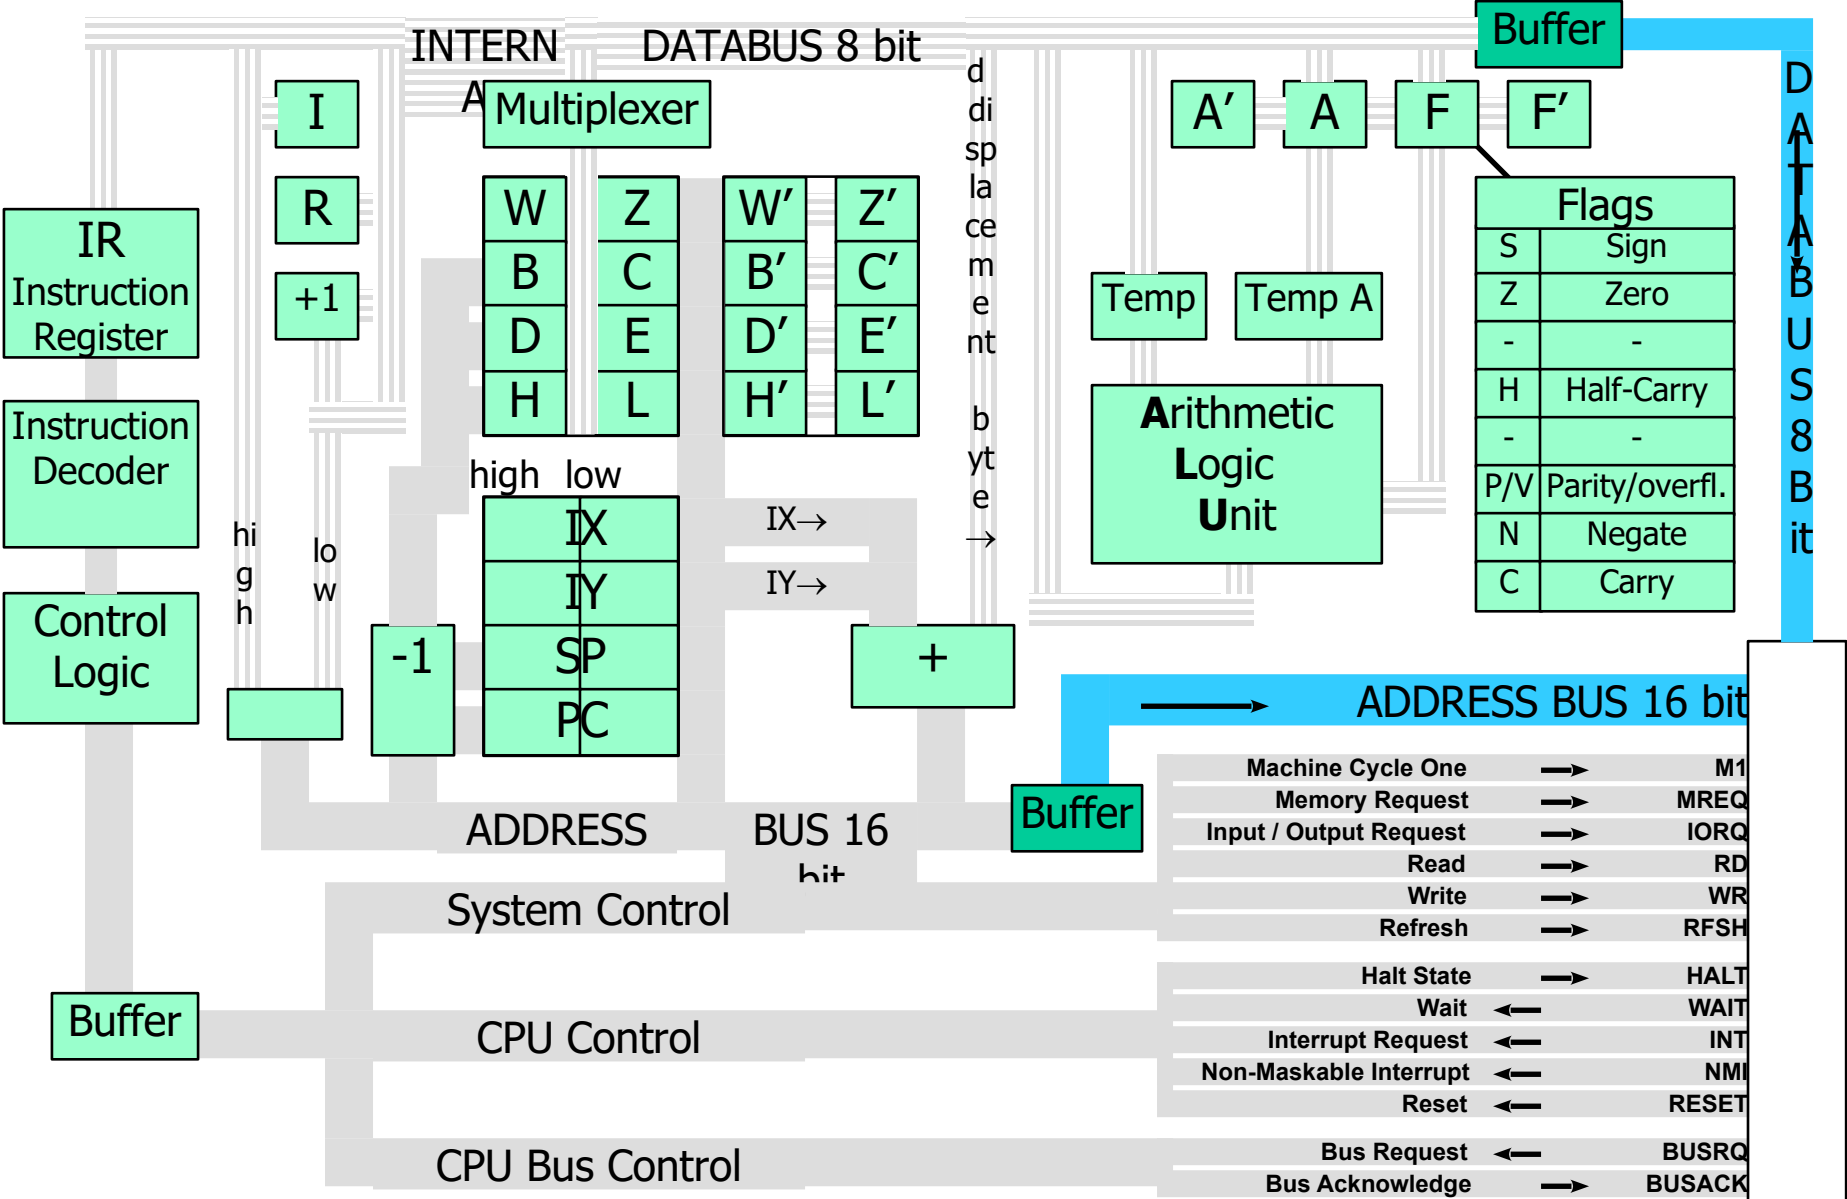 INTERN
A
DATABUS 8 bit
Buffer
I
Multiplexer
d
di
sp
la
ce
m
e
nt
b
yt
e
→
A′
A
F
F′
D
A
T
A
B
U
S
8
B
it
R
+1
W
Z
B
C
D
E
H
L
W′
Z′
B′
C′
D′
E′
H′
L′
IR
Instruction
Register
Instruction
Decoder
Control
Logic
Temp
Temp A
Arithmetic
Logic
Unit
Flags
S Sign
Z Zero
- -
H Half-Carry
- -
P/V Parity/overfl.
N Negate
C Carry
hi
g
h
lo
w
high low
IX
IY
SP
PC
IX→
IY→
-1
+
ADDRESS BUS 16 bit
Buffer
ADDRESS
BUS 16
bit
Machine Cycle One → M1
Memory Request → MREQ
Input / Output Request → IORQ
Read → RD
Write → WR
Refresh → RFSH
System Control
Halt State → HALT
Wait ← WAIT
Interrupt Request ← INT
Non-Maskable Interrupt ← NMI
Reset ← RESET
Buffer
CPU Control
CPU Bus Control
Bus Request ← BUSRQ
Bus Acknowledge → BUSACK